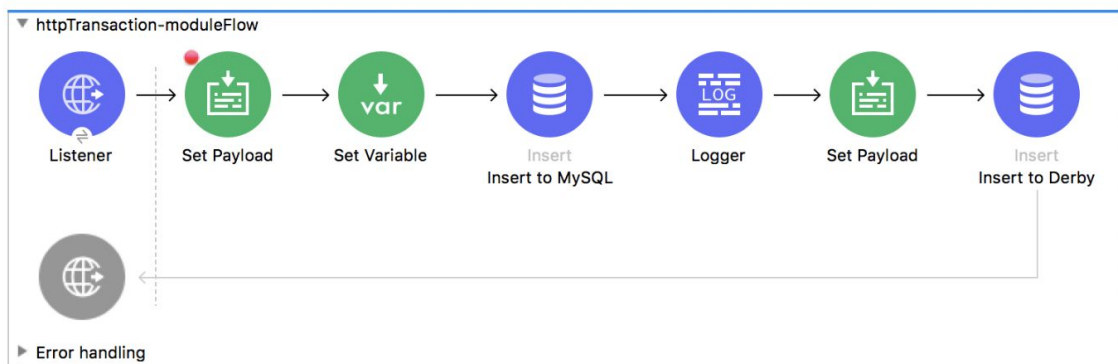 httpTransaction-moduleFlow
var
LOG
Listener
Set Payload
Set Variable
Insert
Insert to MySQL
Logger
Set Payload
Insert
Insert to Derby
Error handling